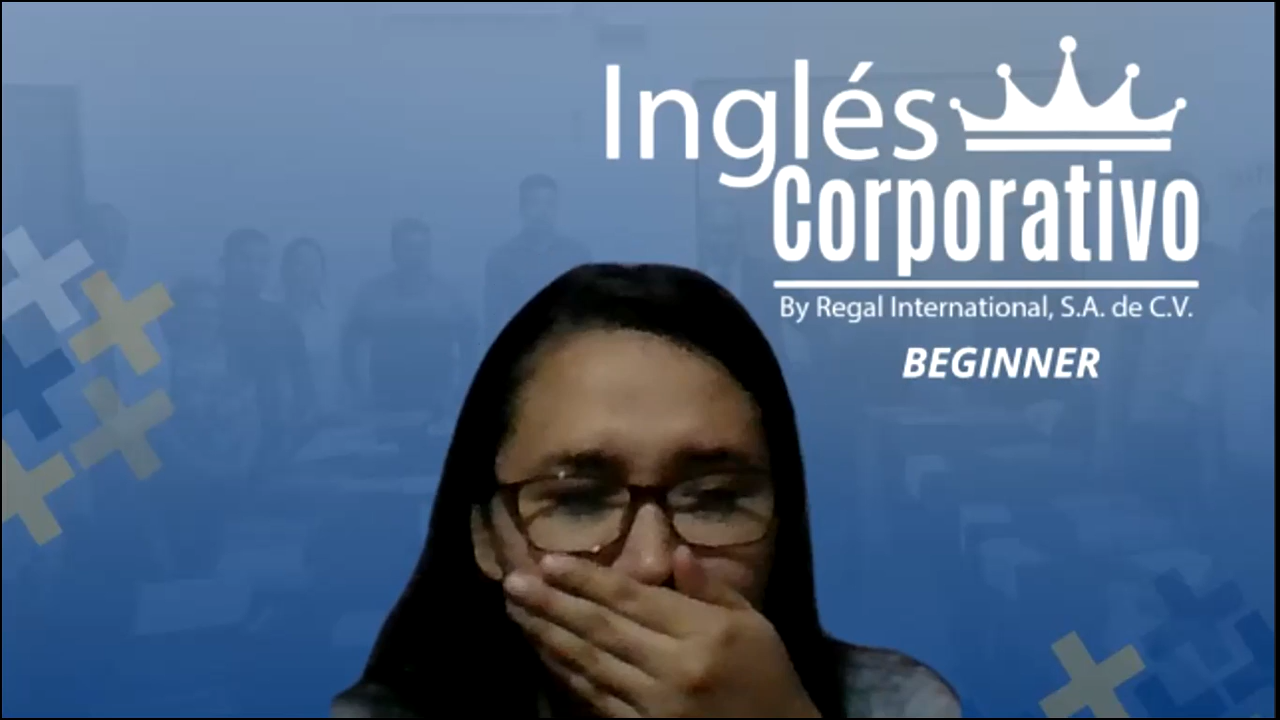 Inglés
Corporativo
By Regal International, S.A. de C.V.
BEGINNER